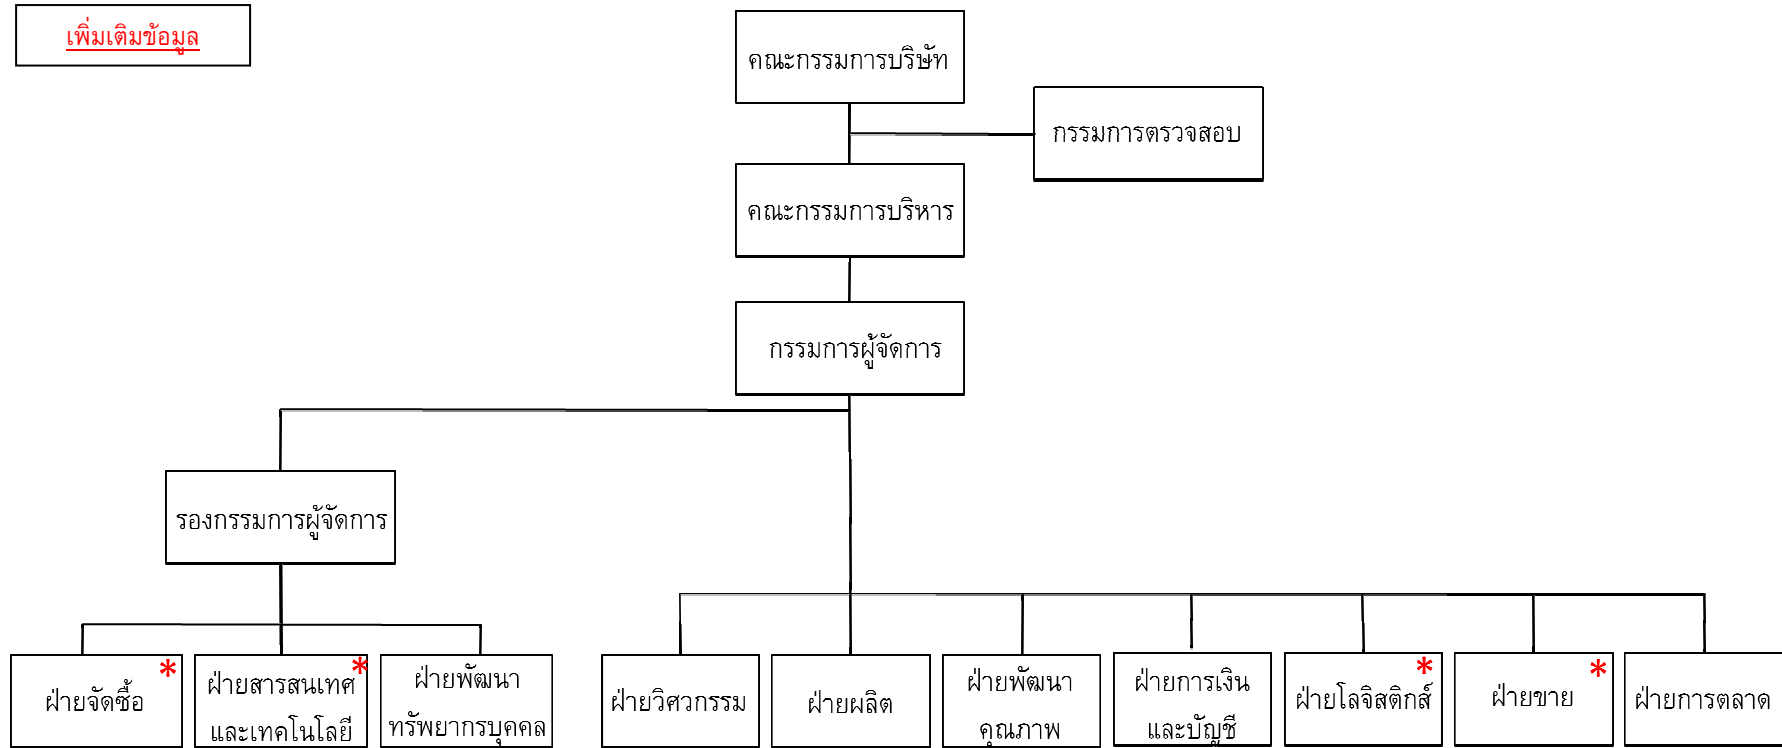 เพิ่มเติมข้อมูล
คณะกรรมการบริษัท
กรรมการตรวจสอบ
คณะกรรมการบริหาร
กรรมการผู้จัดการ
รองกรรมการผู้จัดการ
ฝ่ายจัดซื้อ *
ฝ่ายสารสนเทศ *
และเทคโนโลยี
ฝ่ายพัฒนา
ทรัพยากรบุคคล
ฝ่ายวิศวกรรม
ฝ่ายผลิต
ฝ่ายพัฒนา
คุณภาพ
ฝ่ายการเงิน
และบัญชี
ฝ่ายโลจิสติกส์ *
ฝ่ายขาย *
ฝ่ายการตลาด